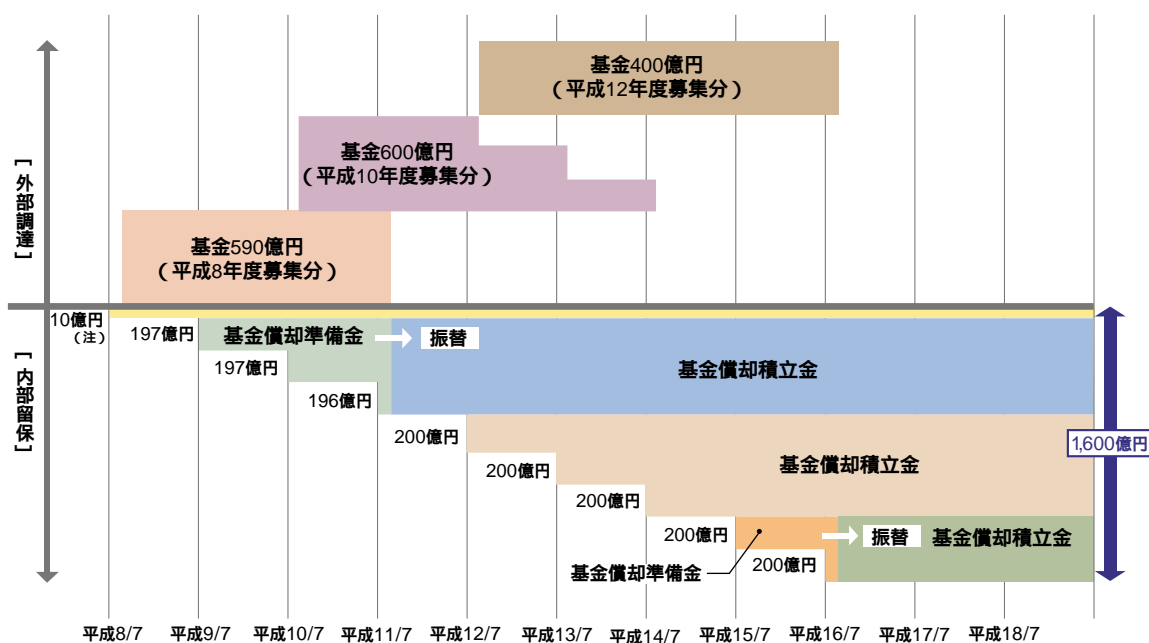 [外部調達]
基金400億円
（平成12年度募集分）
基金600億円
（平成10年度募集分）
基金590億円
（平成8年度募集分）
[内部留保]
10億円
（注）
197億円
基金償却準備金
振替
197億円
基金償却積立金
196億円
200億円
1,600億円
200億円
基金償却積立金
200億円
200億円
振替
基金償却積立金
200億円
基金償却準備金
平成8/7
平成9/7
平成10/7
平成11/7
平成12/7
平成13/7
平成14/7
平成15/7
平成16/7
平成17/7
平成18/7